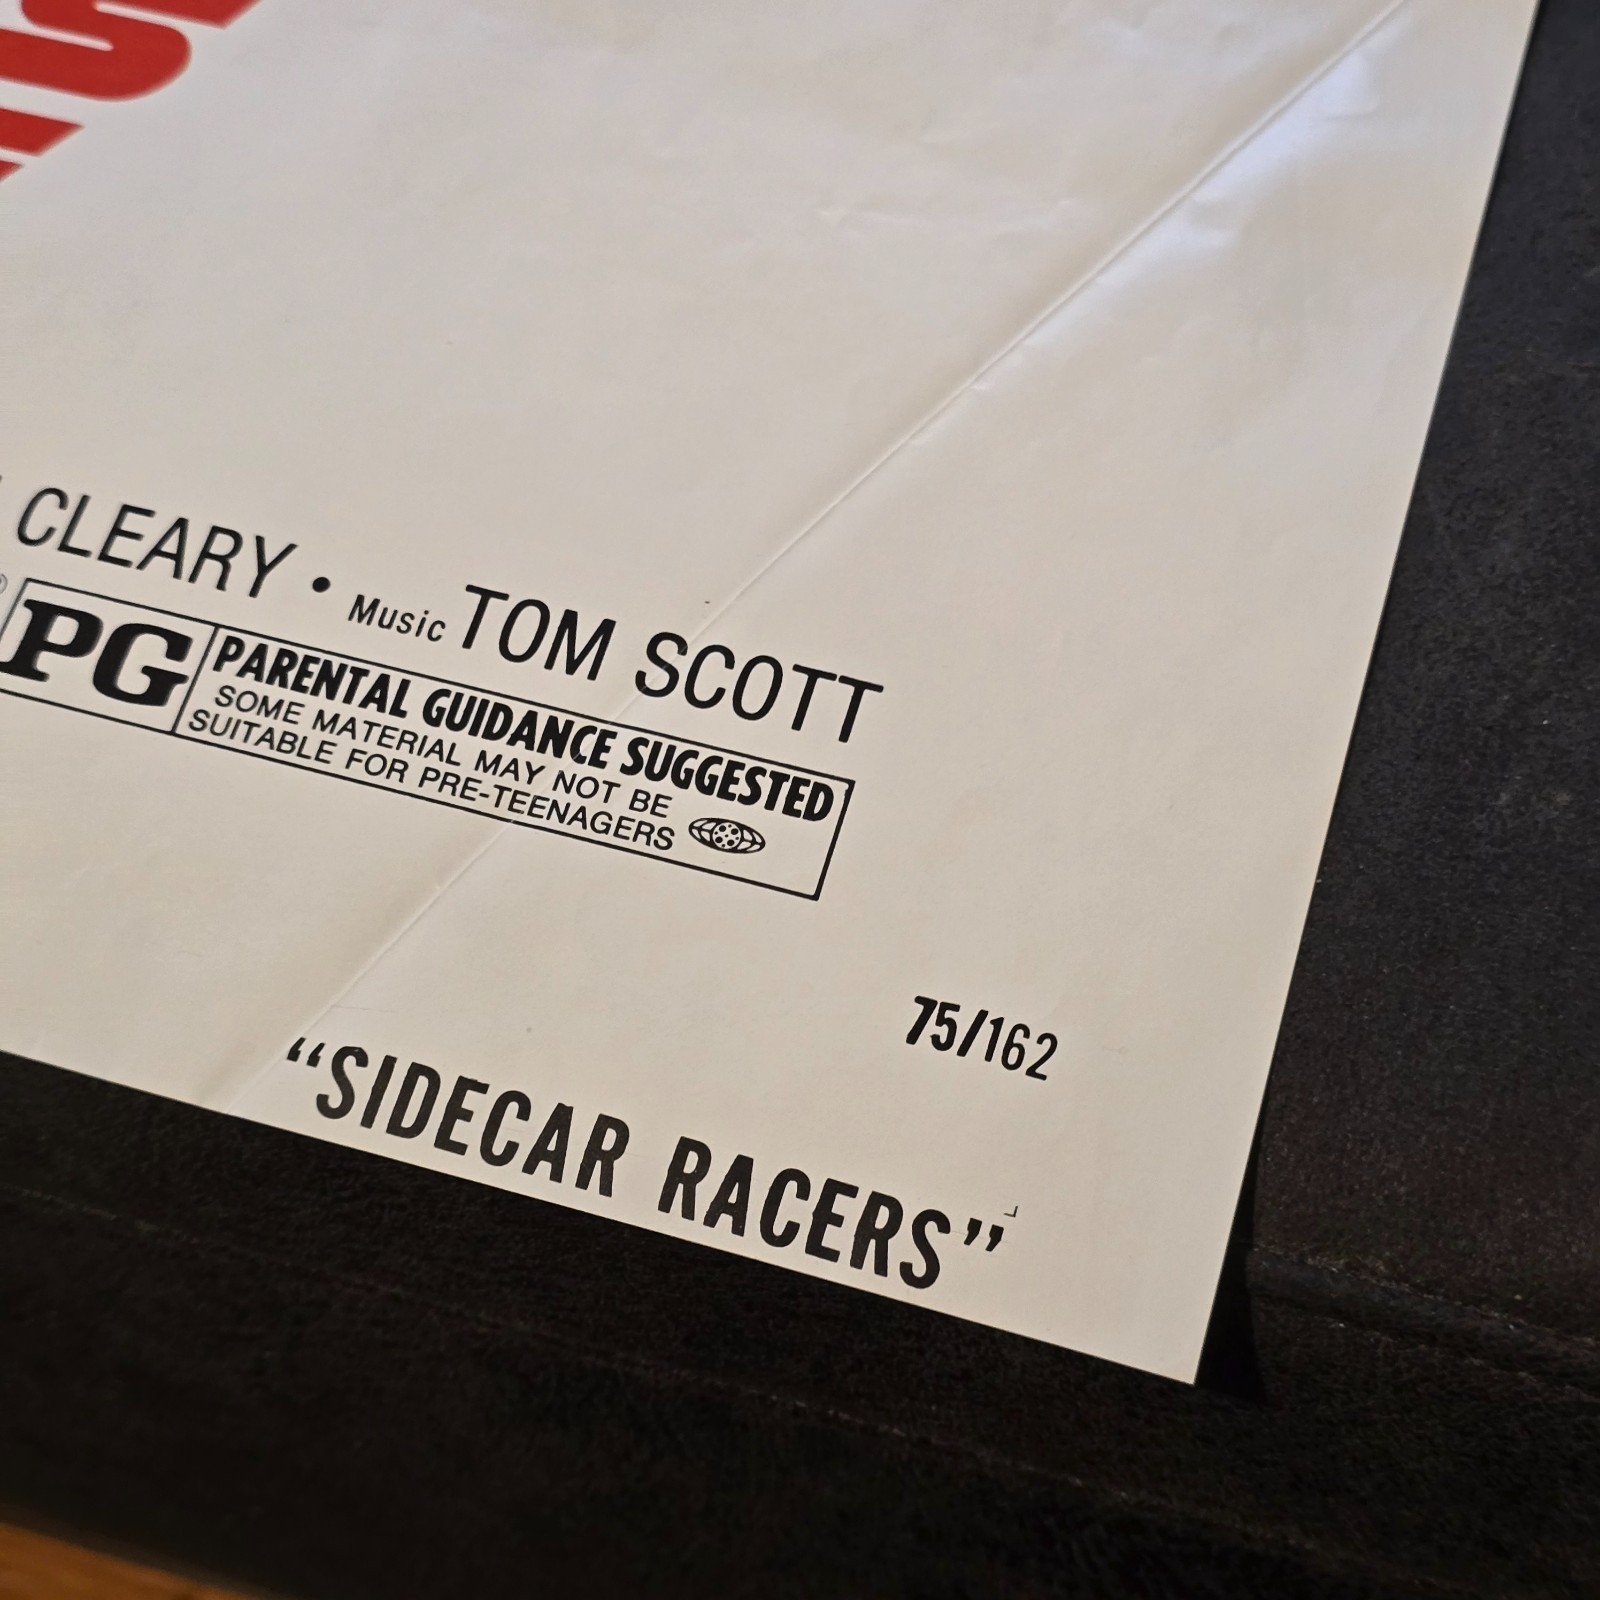 S
CLEARY • Music TOM SCOTT
® PG PARENTAL GUIDANCE SUGGESTED
SOME MATERIAL MAY NOT BE
SUITABLE FOR PRE-TEENAGERS
75/162
“SIDECAR RACERS”